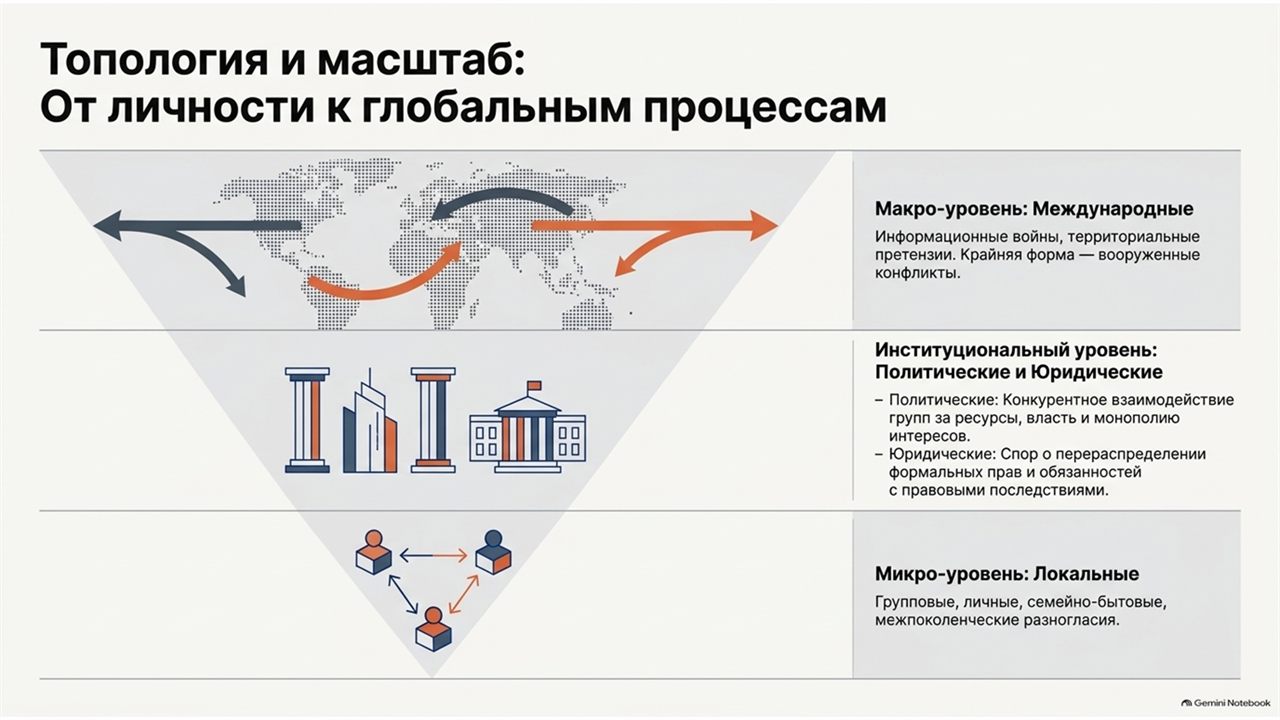 Топология и масштаб:
От личности к глобальным процессам
Макро-уровень: Международные
Информационные войны, территориальные
претензии. Крайняя форма — вооруженные
конфликты.
Институциональный уровень:
Политические и Юридические
– Политические: Конкурентное взаимодействие
групп за ресурсы, власть и монополию
интересов.
– Юридические: Спор о перераспределении
формальных прав и обязанностей
с правовыми последствиями.
Микро-уровень: Локальные
Групповые, личные, семейно-бытовые,
межпоколенческие разногласия.
Gemini Notebook